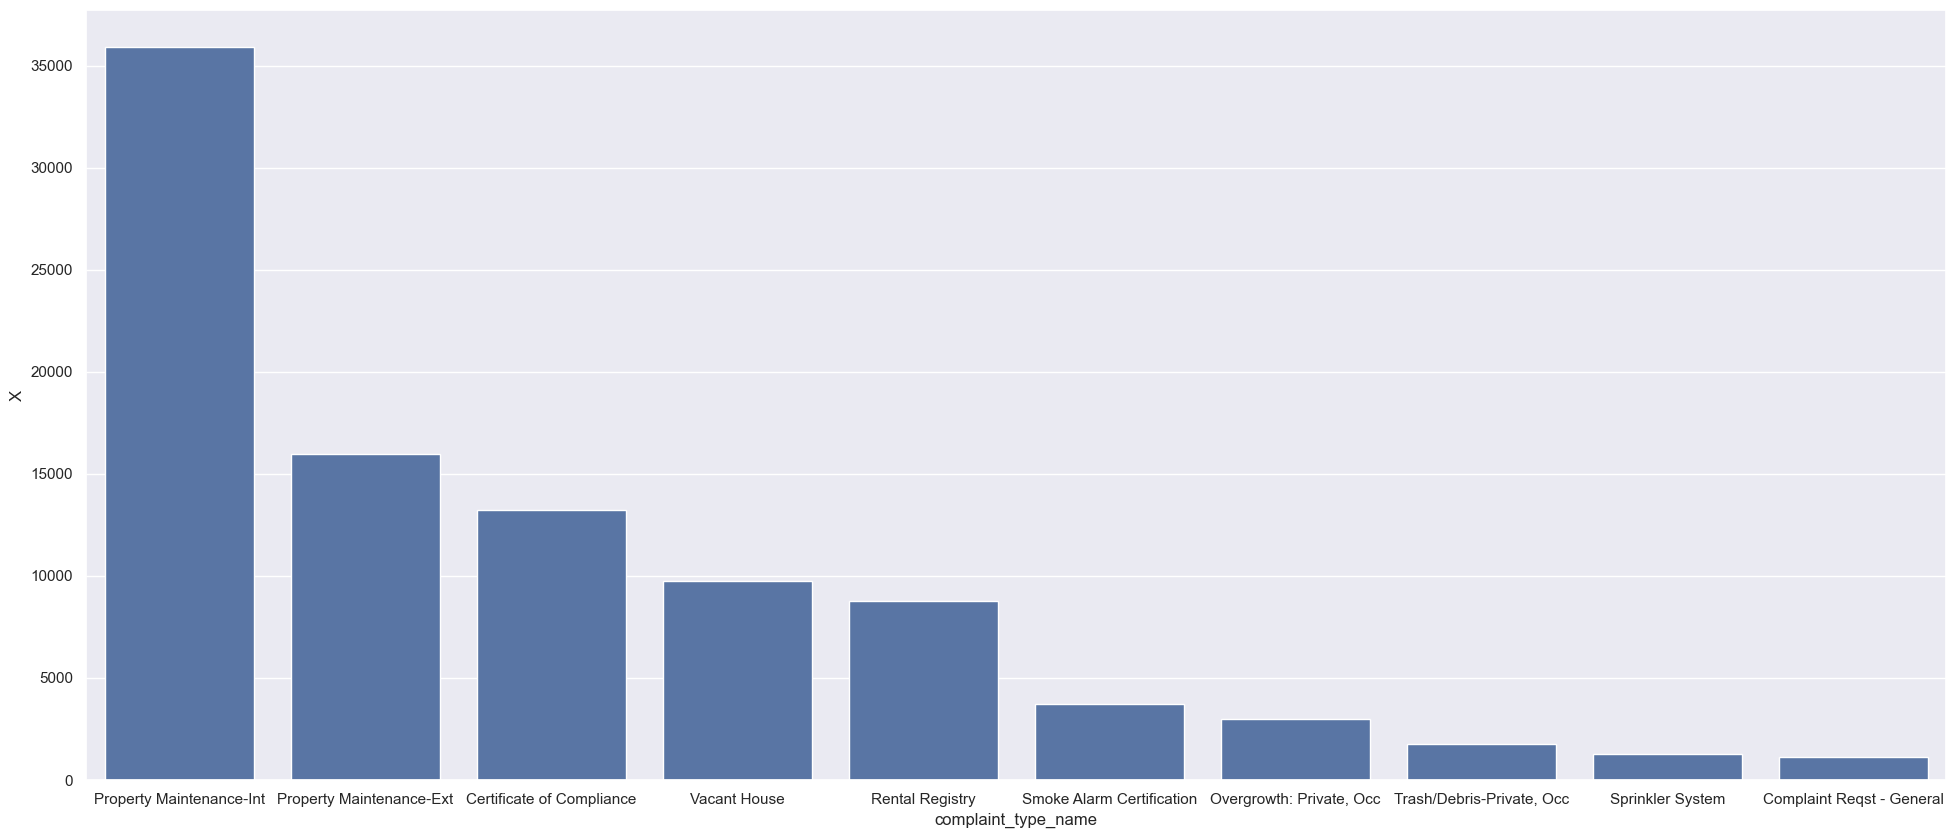 35000
30000
25000
20000
15000
10000
5000
0
X
Property Maintenance-Int Property Maintenance-Ext Certificate of Compliance Vacant House Rental Registry Smoke Alarm Certification Overgrowth: Private, Occ Trash/Debris-Private, Occ Sprinkler System Complaint Reqst - General
complaint_type_name